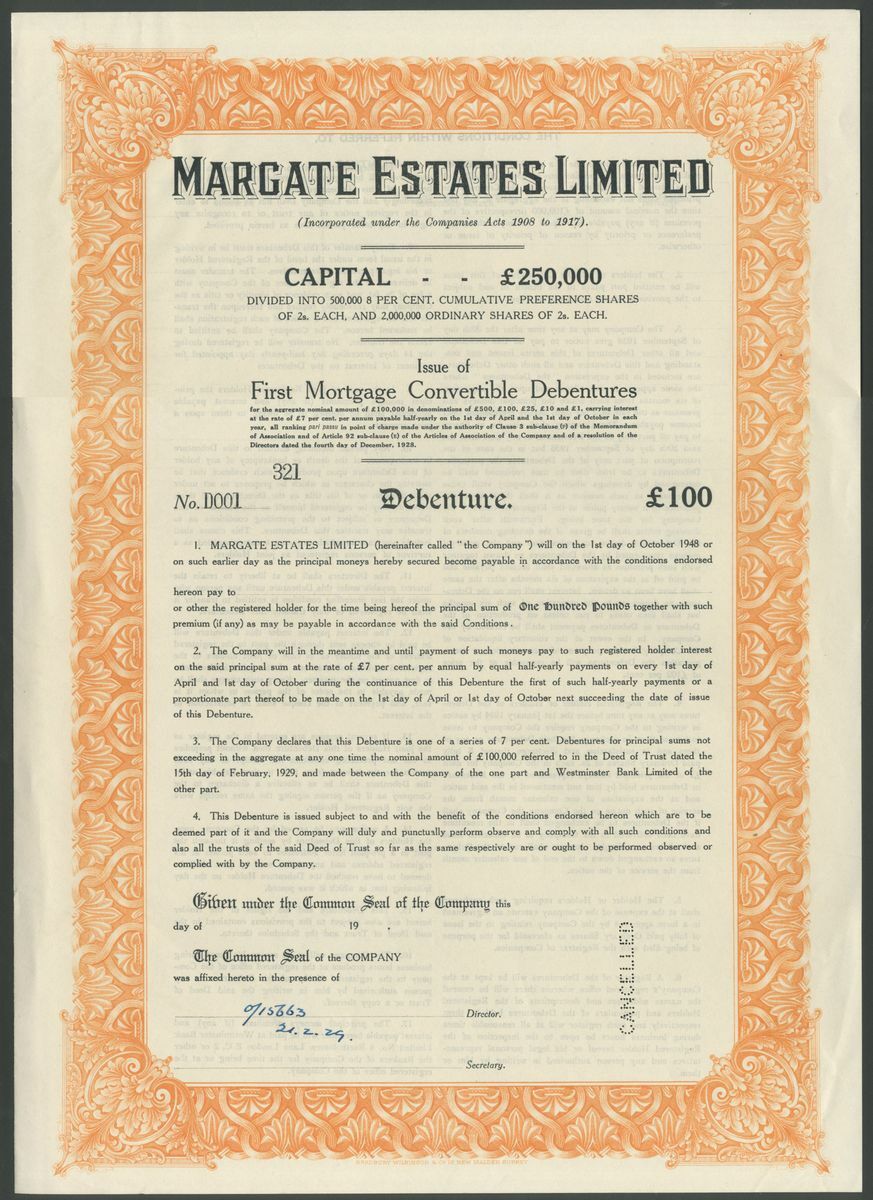 MARGATE ESTATES LIMITED
(Incorporated under the Companies Acts 1908 to 1917).
CAPITAL - - £250,000
DIVIDED INTO 500,000 8 PER CENT. CUMULATIVE PREFERENCE SHARES
OF 2s. EACH, AND 2,000,000 ORDINARY SHARES OF 2s. EACH.
Issue of
First Mortgage Convertible Debentures
for the aggregate nominal amount of £100,000 in denominations of £500, £100, £25, £10 and £1, carrying interest
at the rate of £7 per cent. per annum payable half-yearly on the 1st day of April and the 1st day of October in each
year, all ranking pari passu in point of charge made under the authority of Clause 3 sub-clause (r) of the Memorandum
of Association and of Article 92 sub-clause (z) of the Articles of Association of the Company and of a resolution of the
Directors dated the fourth day of December, 1928.
321
No. D001 Debenture. £100
1. MARGATE ESTATES LIMITED (hereinafter called "the Company") will on the 1st day of October 1948 or
on such earlier day as the principal moneys hereby secured become payable in accordance with the conditions endorsed
hereon pay to
or other the registered holder for the time being hereof the principal sum of One Hundred Pounds together with such
premium (if any) as may be payable in accordance with the said Conditions.
2. The Company will in the meantime and until payment of such moneys pay to such registered holder interest
on the said principal sum at the rate of £7 per cent. per annum by equal half-yearly payments on every 1st day of
April and 1st day of October during the continuance of this Debenture the first of such half-yearly payments or a
proportionate part thereof to be made on the 1st day of April or 1st day of October next succeeding the date of issue
of this Debenture.
3. The Company declares that this Debenture is one of a series of 7 per cent. Debentures for principal sums not
exceeding in the aggregate at any one time the nominal amount of £100,000 referred to in the Deed of Trust dated the
15th day of February, 1929, and made between the Company of the one part and Westminster Bank Limited of the
other part.
4. This Debenture is issued subject to and with the benefit of the conditions endorsed hereon which are to be
deemed part of it and the Company will duly and punctually perform observe and comply with all such conditions and
also all the trusts of the said Deed of Trust so far as the same respectively are or ought to be performed observed or
complied with by the Company.
Given under the Common Seal of the Company this
day of 19 .
The Common Seal of the COMPANY
was affixed hereto in the presence of
CANCELLED
0/15663
21.2.29.
Director.
Secretary.
BRADBURY WILKINSON & Co Ld NEW MALDEN SURREY